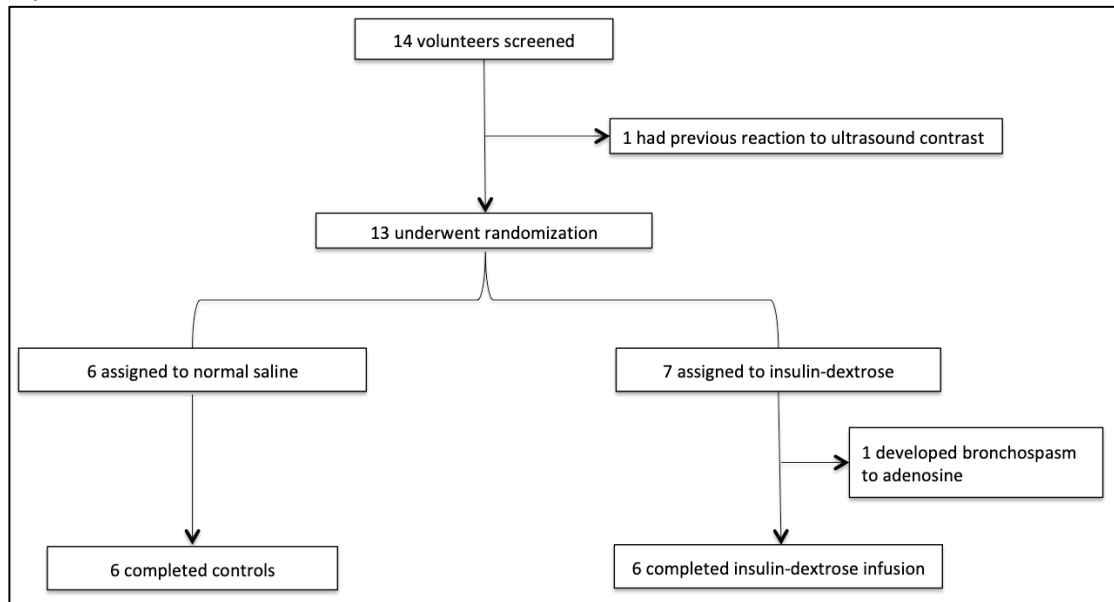 14 volunteers screened
1 had previous reaction to ultrasound contrast
13 underwent randomization
6 assigned to normal saline
7 assigned to insulin-dextrose
1 developed bronchospasm
to adenosine
6 completed controls
6 completed insulin-dextrose infusion